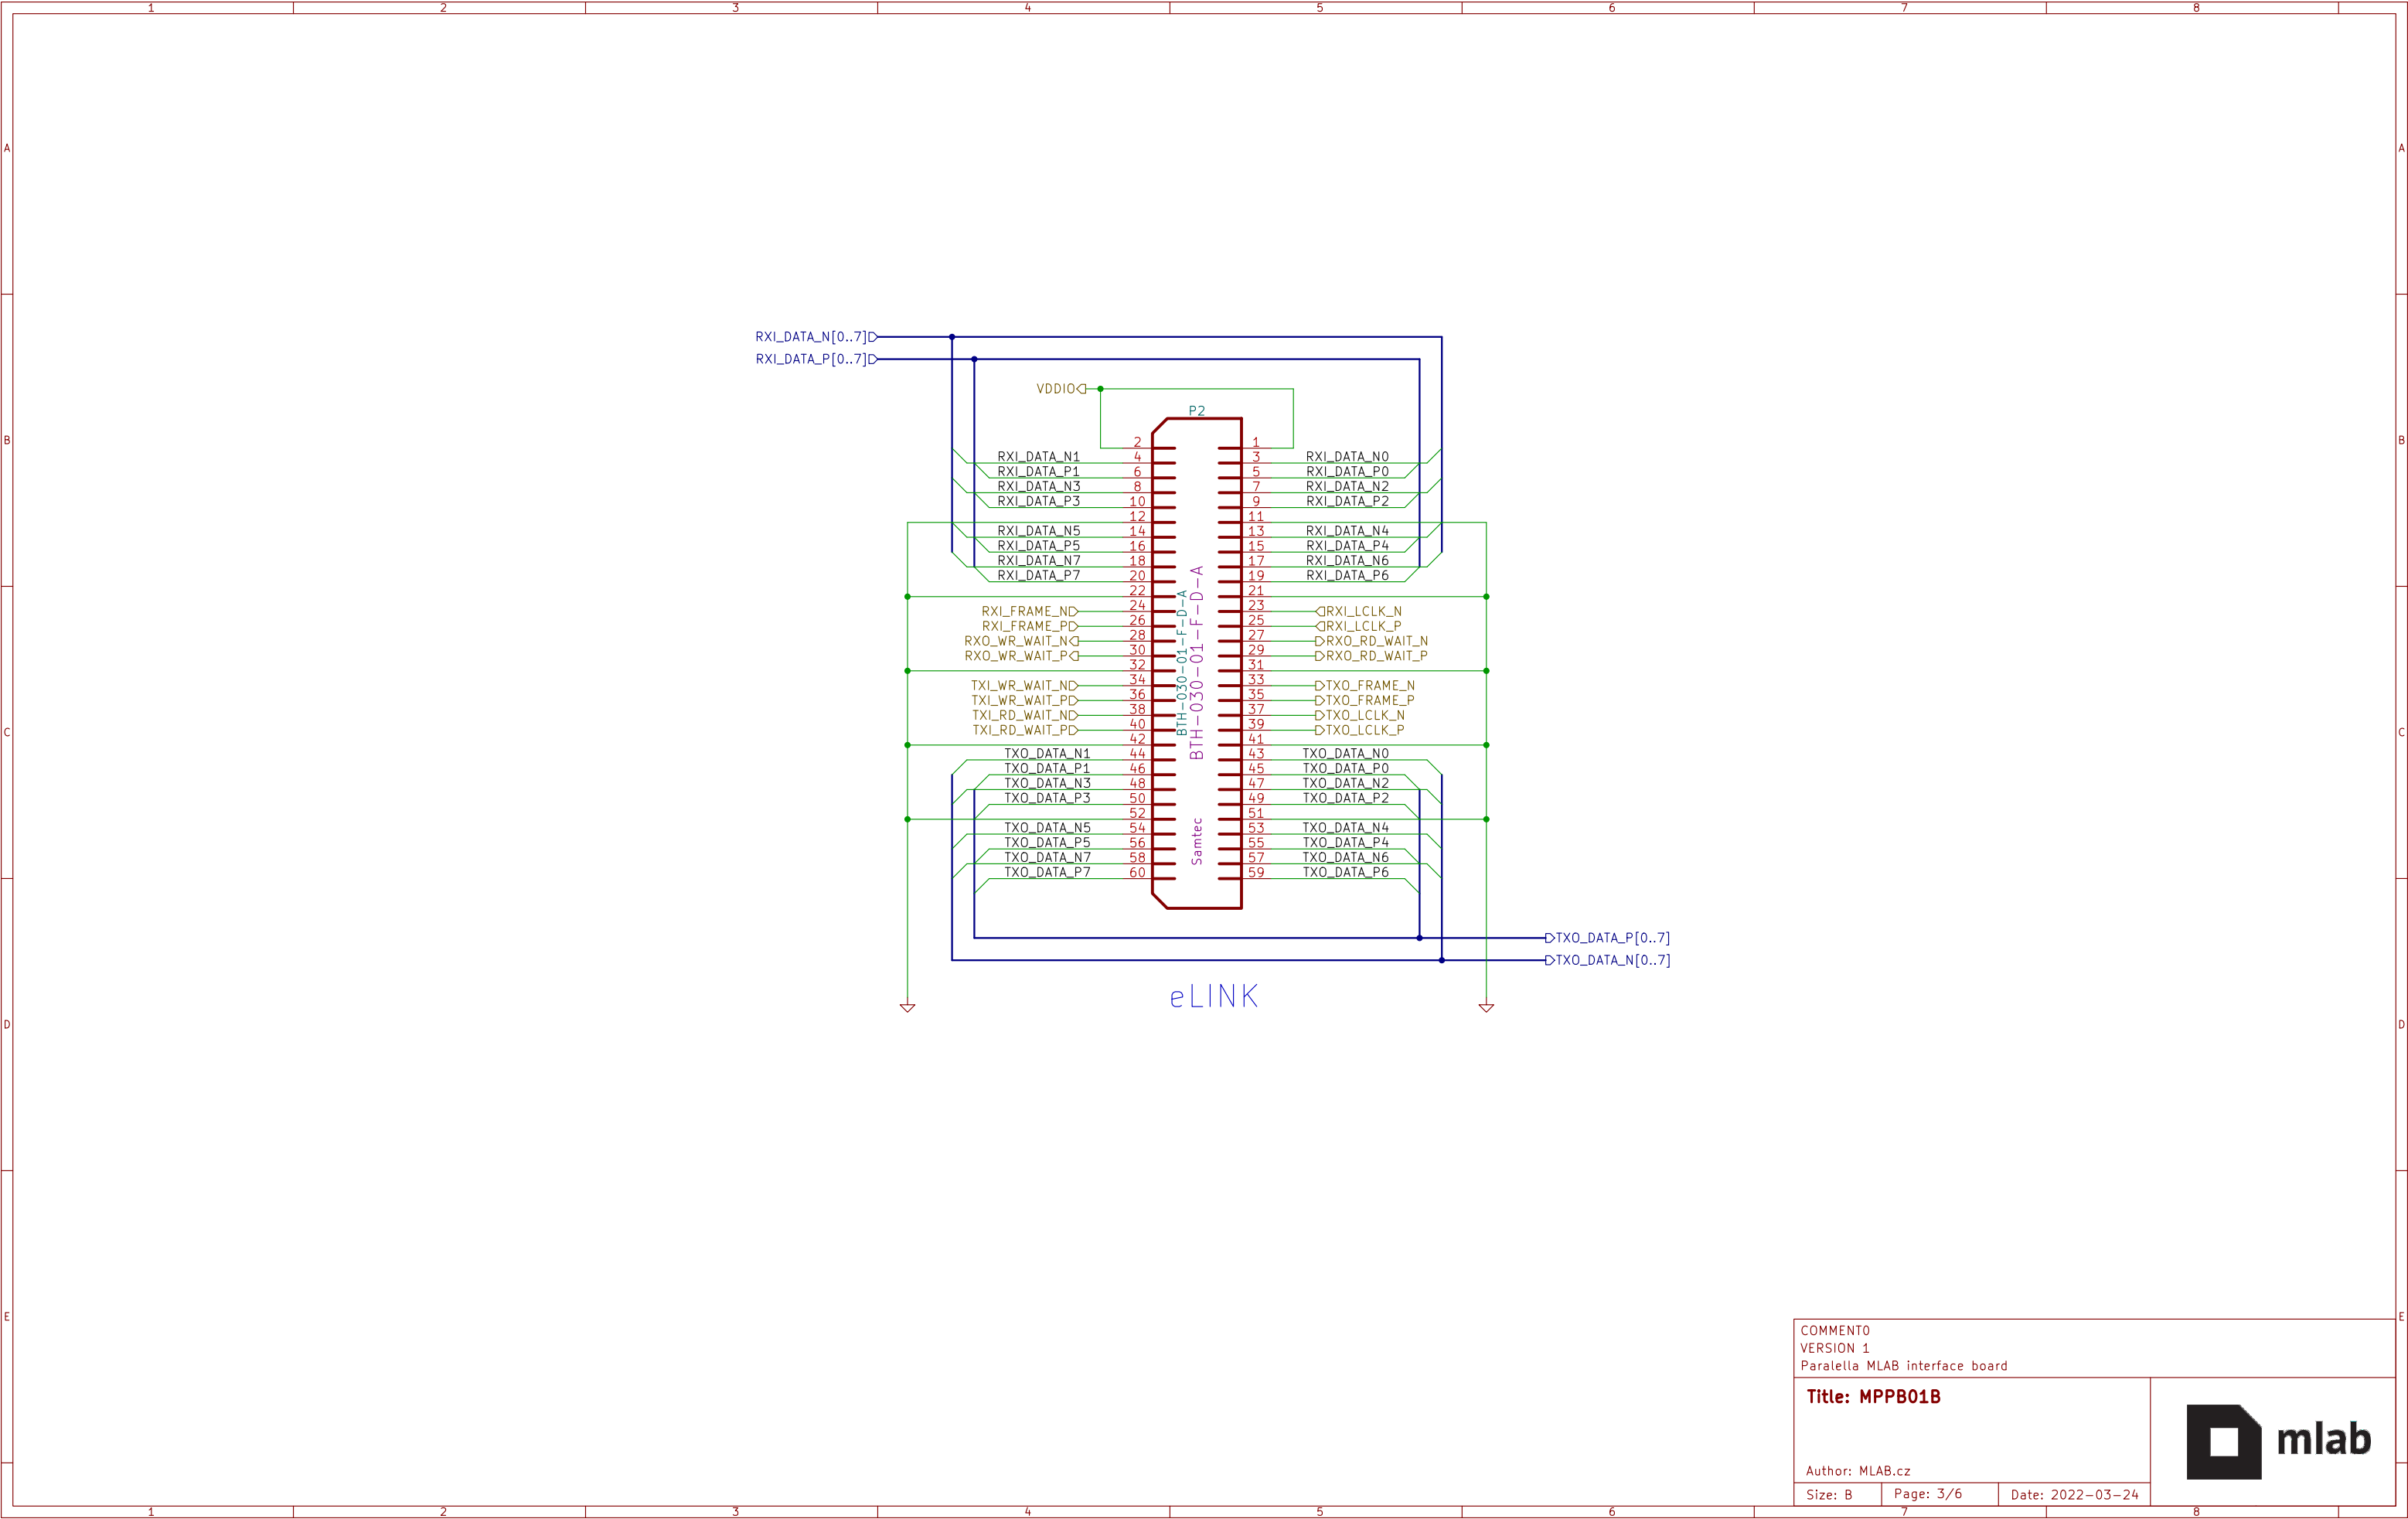 1 2 3 4 5 6 7 8
A A
RXI_DATA_N[0..7]
RXI_DATA_P[0..7]
VDDIO
P2
B B
2 1
RXI_DATA_N1 4 3 RXI_DATA_N0
RXI_DATA_P1 6 5 RXI_DATA_P0
RXI_DATA_N3 8 7 RXI_DATA_N2
RXI_DATA_P3 10 9 RXI_DATA_P2
12 11
RXI_DATA_N5 14 13 RXI_DATA_N4
RXI_DATA_P5 16 15 RXI_DATA_P4
RXI_DATA_N7 18 17 RXI_DATA_N6
RXI_DATA_P7 20 19 RXI_DATA_P6
22 21
RXI_FRAME_N 24 23 RXI_LCLK_N
RXI_FRAME_P 26 25 RXI_LCLK_P
RXO_WR_WAIT_N 28 27 RXO_RD_WAIT_N
RXO_WR_WAIT_P 30 29 RXO_RD_WAIT_P
32 31
TXI_WR_WAIT_N 34 33 TXO_FRAME_N
TXI_WR_WAIT_P 36 35 TXO_FRAME_P
TXI_RD_WAIT_N 38 37 TXO_LCLK_N
TXI_RD_WAIT_P 40 39 TXO_LCLK_P
BTH-030-01-F-D-A
BTH-030-01-F-D-A
C C
42 41
TXO_DATA_N1 44 43 TXO_DATA_N0
TXO_DATA_P1 46 45 TXO_DATA_P0
TXO_DATA_N3 48 47 TXO_DATA_N2
TXO_DATA_P3 50 49 TXO_DATA_P2
52 51
TXO_DATA_N5 54 53 TXO_DATA_N4
TXO_DATA_P5 56 55 TXO_DATA_P4
TXO_DATA_N7 58 57 TXO_DATA_N6
TXO_DATA_P7 60 59 TXO_DATA_P6
Samtec
TXO_DATA_P[0..7]
TXO_DATA_N[0..7]
eLINK
D D
E E
COMMENT0
VERSION 1
Paralella MLAB interface board
Title: MPPB01B
mlab
Author: MLAB.cz
Size: B Page: 3/6 Date: 2022-03-24
1 2 3 4 5 6 7 8